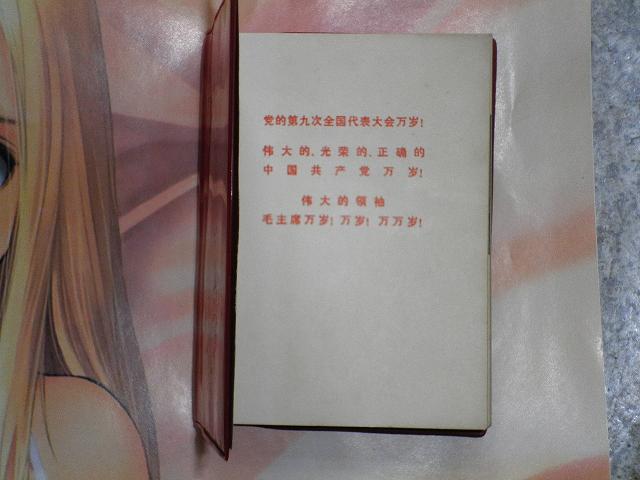 党的第九次全国代表大会万岁!
伟大的、光荣的、正确的
中国共产党万岁!
伟大的领袖
毛主席万岁! 万岁! 万万岁!